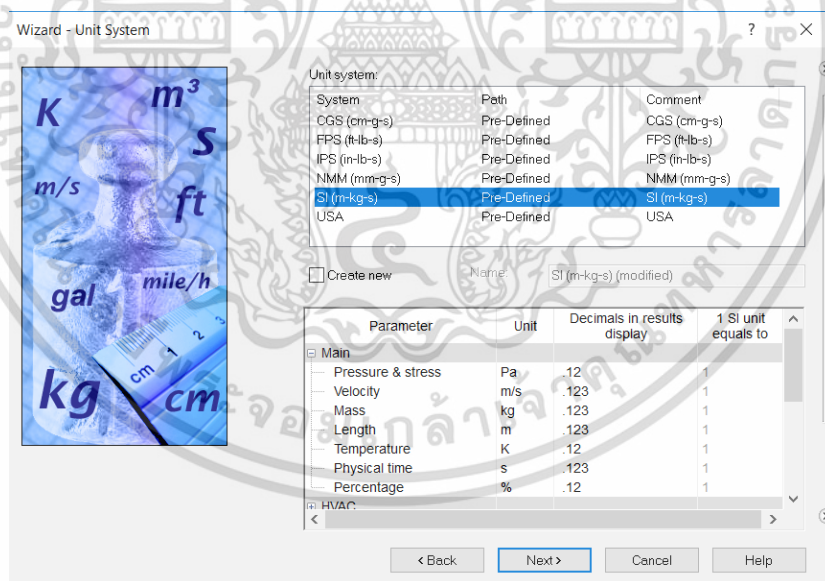 Wizard - Unit System
?
K
m³
S
m/s
ft
gal
mile/h
cm 1 2 3
kg
cm
Unit system:
System Path Comment
CGS (cm-g-s) Pre-Defined CGS (cm-g-s)
FPS (ft-lb-s) Pre-Defined FPS (ft-lb-s)
IPS (in-lb-s) Pre-Defined IPS (in-lb-s)
NMM (mm-g-s) Pre-Defined NMM (mm-g-s)
SI (m-kg-s) Pre-Defined SI (m-kg-s)
USA Pre-Defined USA
Create new Name: SI (m-kg-s) (modified)
Parameter Unit Decimals in results display 1 SI unit equals to
Main
Pressure & stress Pa .12 1
Velocity m/s .123 1
Mass kg .123 1
Length m .123 1
Temperature K .12 1
Physical time s .123 1
Percentage % .12 1
HVAC
< Back Next > Cancel Help